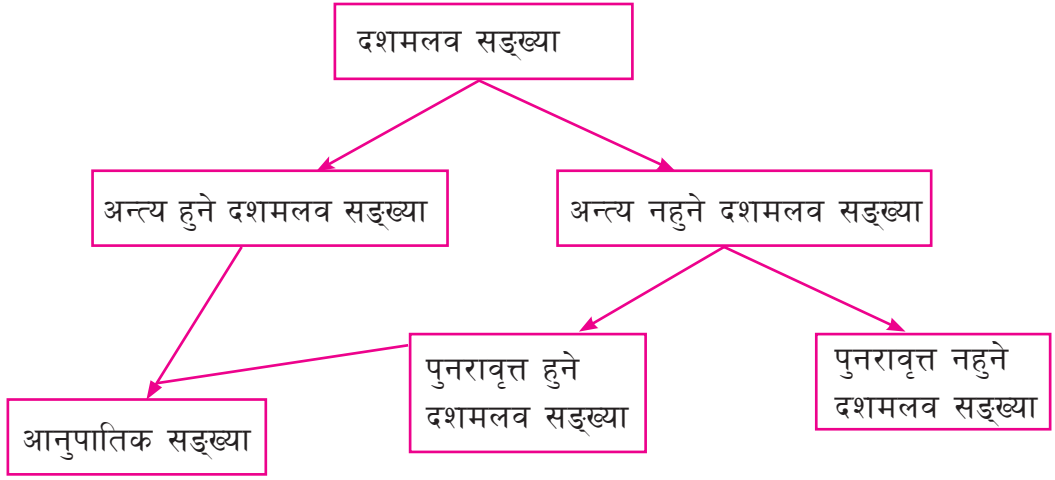 दशमलव सङ्ख्या
अन्त्य हुने दशमलव सङ्ख्या
अन्त्य नहुने दशमलव सङ्ख्या
पुनरावृत्त हुने
दशमलव सङ्ख्या
पुनरावृत्त नहुने
दशमलव सङ्ख्या
आनुपातिक सङ्ख्या